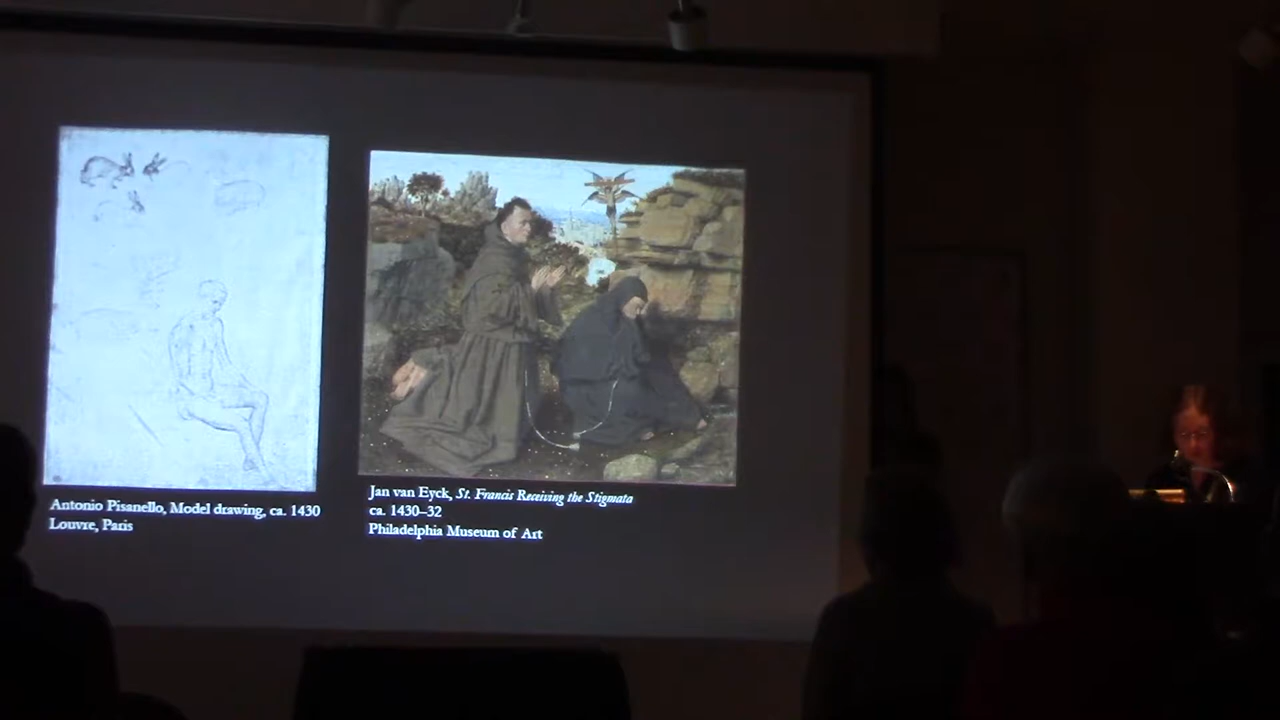 Antonio Pisanello, Model drawing, ca. 1430
Louvre, Paris
Jan van Eyck, St. Francis Receiving the Stigmata
ca. 1430–32
Philadelphia Museum of Art